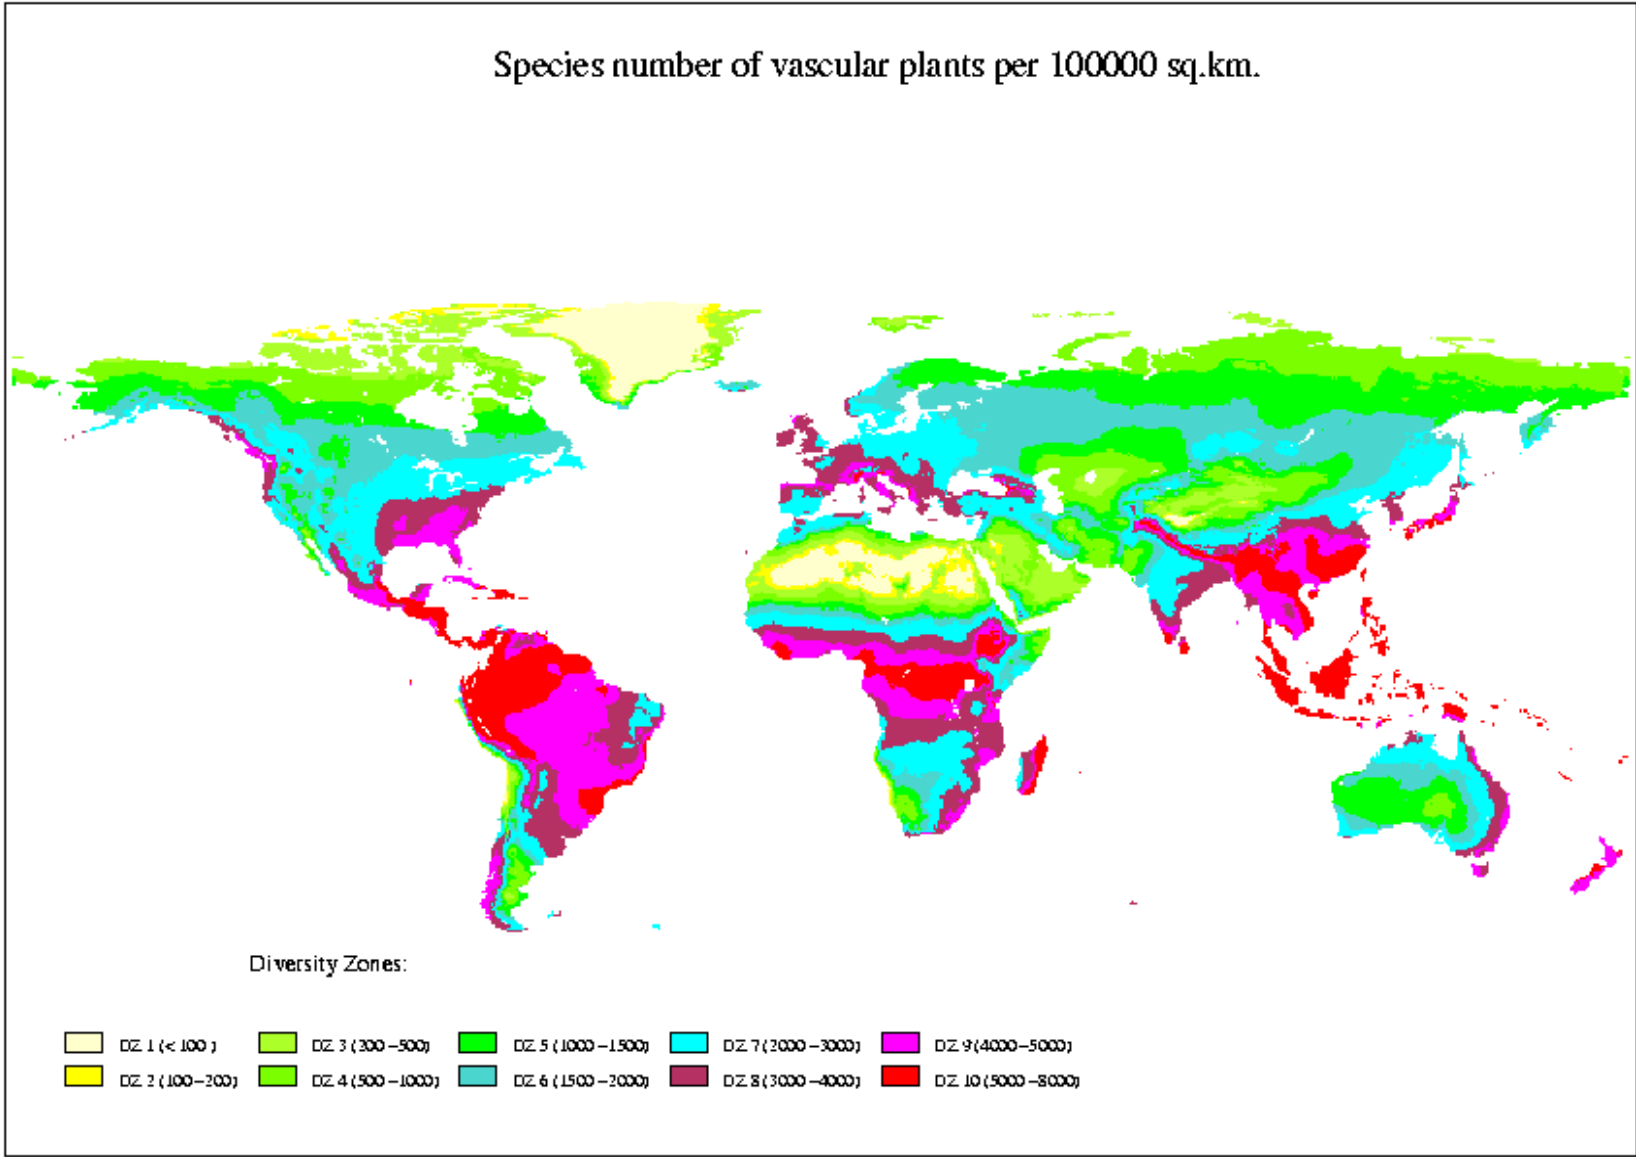 Species number of vascular plants per 100000 sq.km.
Diversity Zones:
DZ 1 (< 100 ) DZ 3 (200-500) DZ 5 (1000-1500) DZ 7 (2000-3000) DZ 9 (4000-5000)
DZ 2 (100-200) DZ 4 (500-1000) DZ 6 (1500-2000) DZ 8 (3000-4000) DZ 10 (5000-8000)